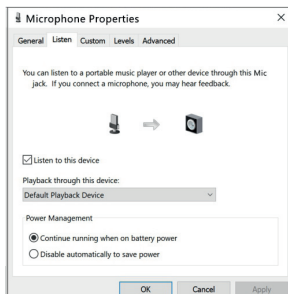 Microphone Properties
General Listen Custom Levels Advanced
You can listen to a portable music player or other device through this Mic
jack. If you connect a microphone, you may hear feedback.
Listen to this device
Playback through this device:
Default Playback Device
Power Management
Continue running when on battery power
Disable automatically to save power
OK Cancel Apply